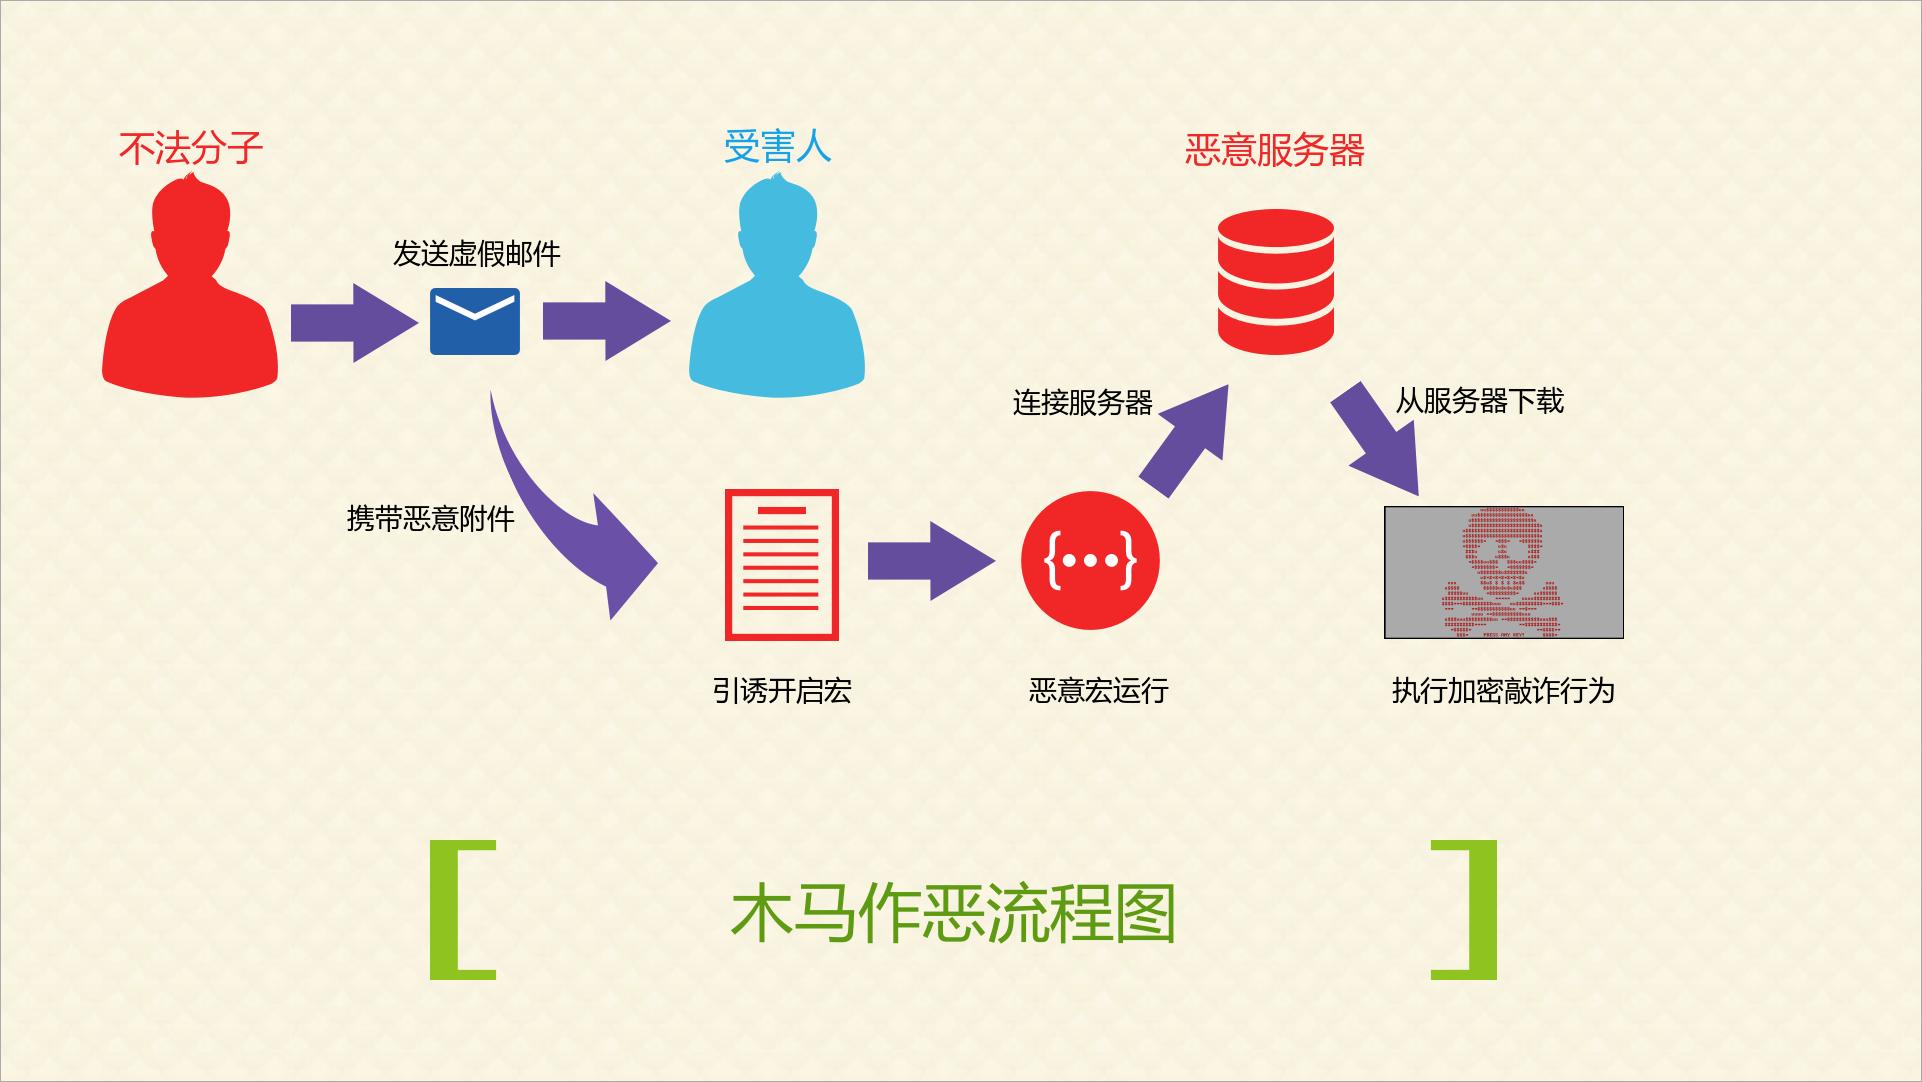 不法分子
受害人
恶意服务器
发送虚假邮件
连接服务器
从服务器下载
携带恶意附件
PRESS ANY KEY!
引诱开启宏
恶意宏运行
执行加密敲诈行为
木马作恶流程图